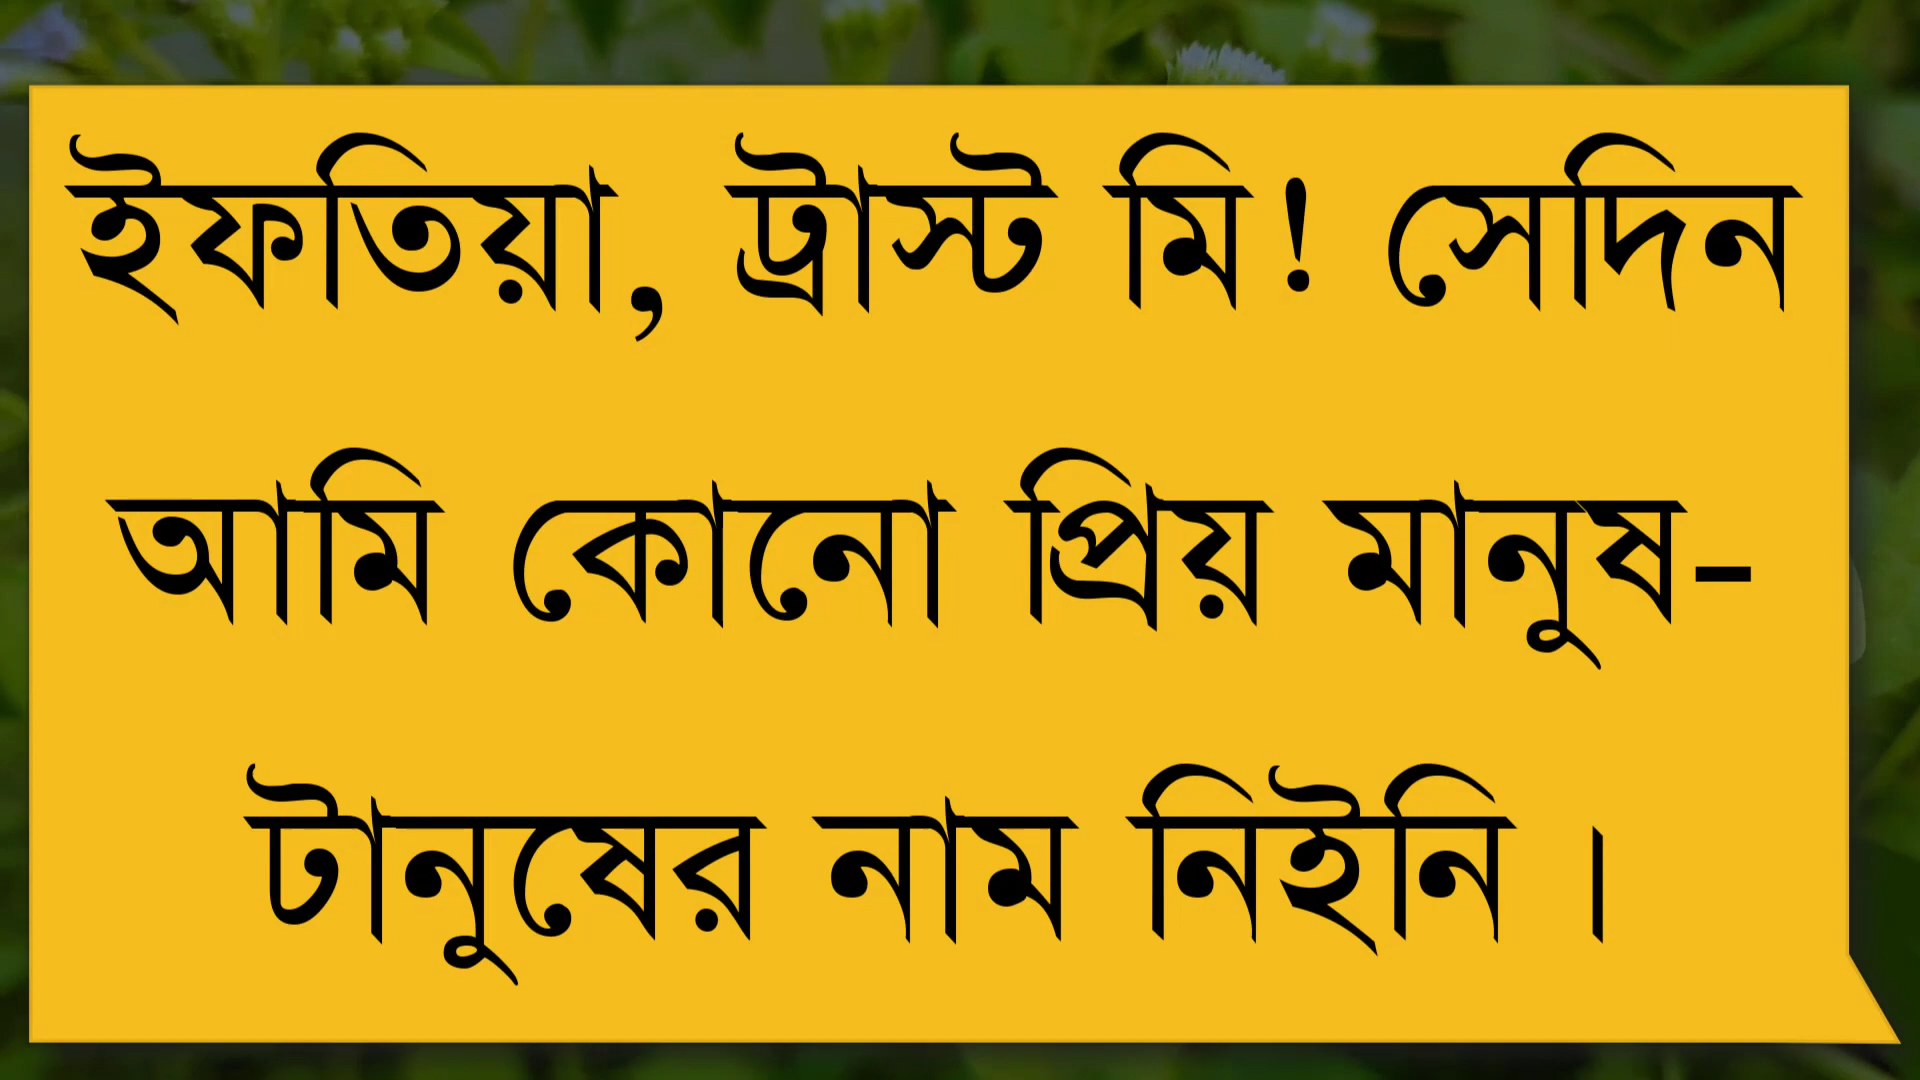 ইফতিয়া, ট্রাস্ট মি! সেদিন
আমি কোনো প্রিয় মানুষ-
টানুষের নাম নিইনি ।